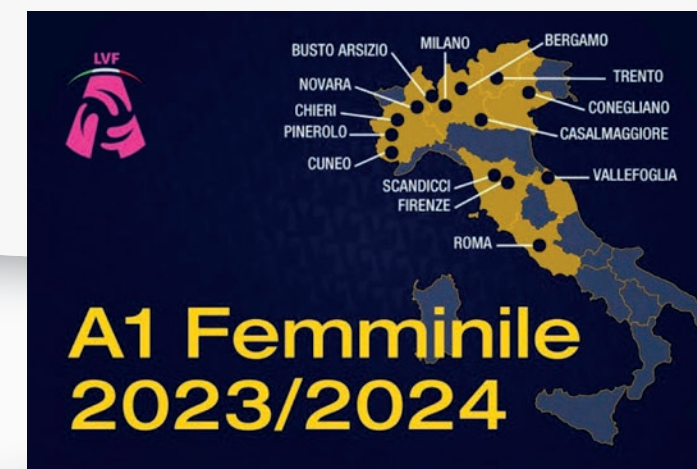 LVF
BUSTO ARSIZIO
MILANO
BERGAMO
NOVARA
TRENTO
CHIERI
CONEGLIANO
PINEROLO
CASALMAGGIORE
CUNEO
SCANDICCI
VALLEFOGLIA
FIRENZE
ROMA
A1 Femminile
2023/2024